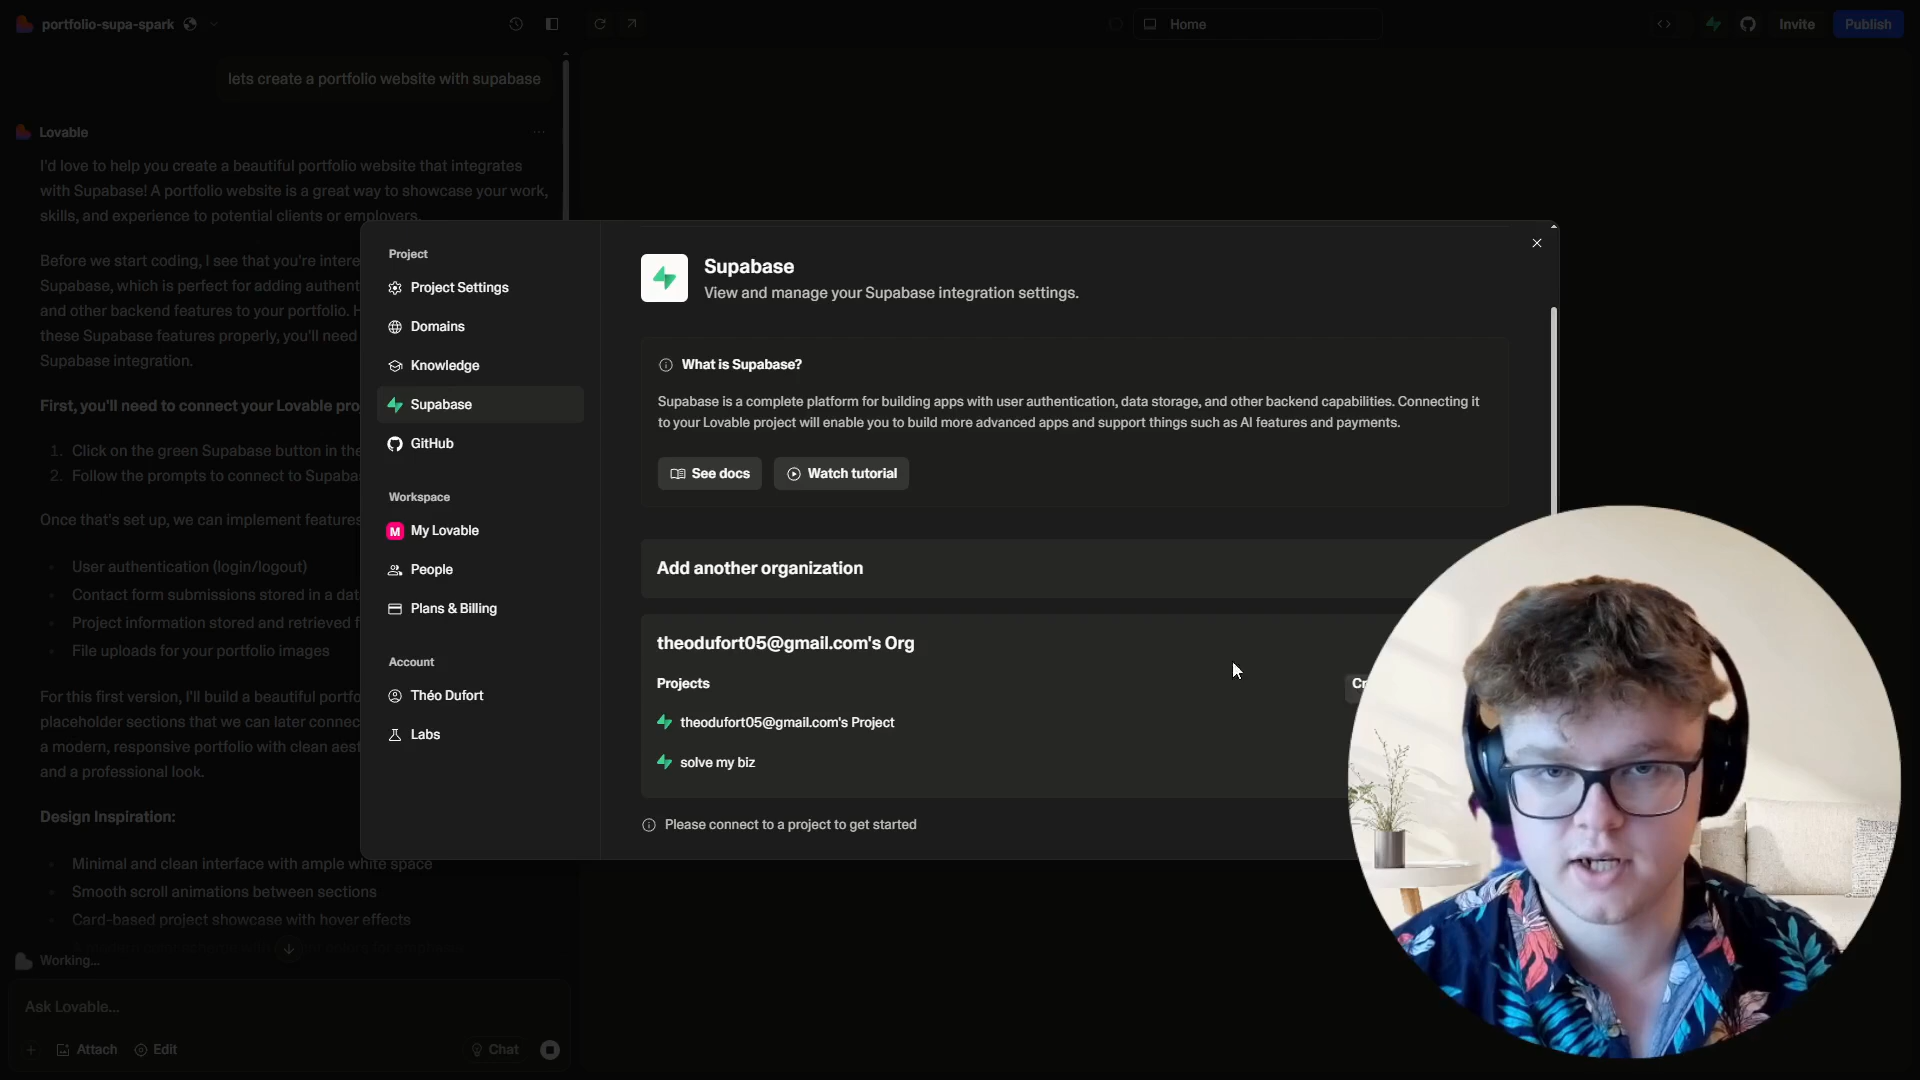 portfolio-supa-spark
Home
Invite
Publish
lets create a portfolio website with supabase
Lovable
I'd love to help you create a beautiful portfolio website that integrates
with Supabase! A portfolio website is a great way to showcase your work,
skills, and experience to potential clients or employers.
Before we start coding, I see that you're intere
Supabase, which is perfect for adding authent
and other backend features to your portfolio. H
these Supabase features properly, you'll need
Supabase integration.
First, you'll need to connect your Lovable pro
1. Click on the green Supabase button in the
2. Follow the prompts to connect to Supaba
Once that's set up, we can implement features
User authentication (login/logout)
Contact form submissions stored in a dat
Project information stored and retrieved f
File uploads for your portfolio images
For this first version, I'll build a beautiful portfo
placeholder sections that we can later connec
a modern, responsive portfolio with clean aest
and a professional look.
Design Inspiration:
Minimal and clean interface with ample white space
Smooth scroll animations between sections
Card-based project showcase with hover effects
Working...
Ask Lovable...
Attach
Edit
Chat
Project
Project Settings
Domains
Knowledge
Supabase
GitHub
Workspace
M My Lovable
People
Plans & Billing
Account
Théo Dufort
Labs
Supabase
View and manage your Supabase integration settings.
What is Supabase?
Supabase is a complete platform for building apps with user authentication, data storage, and other backend capabilities. Connecting it
to your Lovable project will enable you to build more advanced apps and support things such as AI features and payments.
See docs
Watch tutorial
Add another organization
theodufort05@gmail.com's Org
Projects
Cr
theodufort05@gmail.com's Project
solve my biz
Please connect to a project to get started